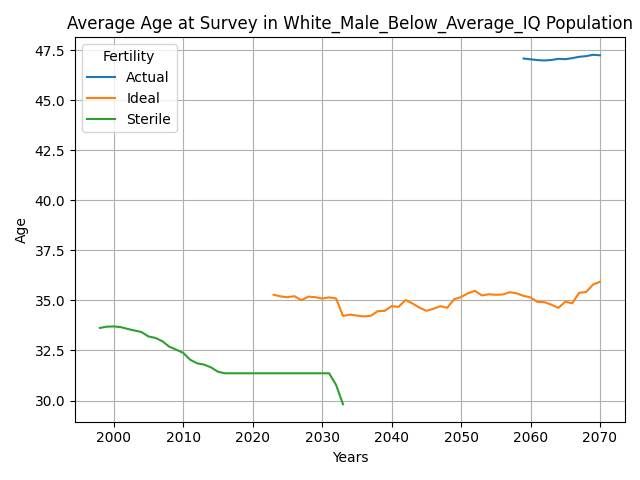 Average Age at Survey in White_Male_Below_Average_IQ Population
Fertility
Actual
Ideal
Sterile
Age
47.5
45.0
42.5
40.0
37.5
35.0
32.5
30.0
2000 2010 2020 2030 2040 2050 2060 2070
Years